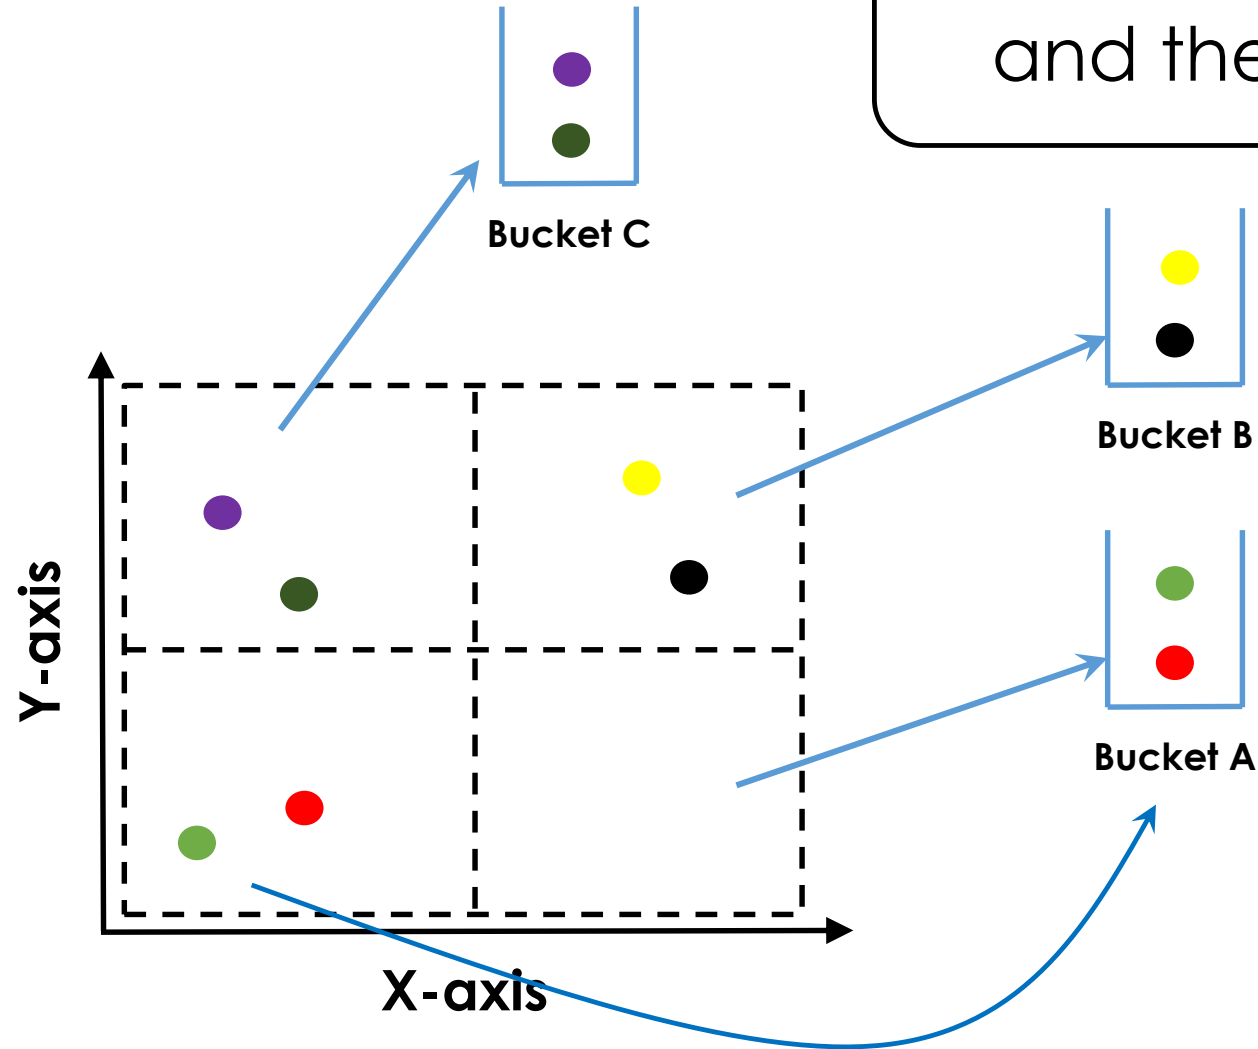 and the
Bucket C
Bucket B
Bucket A
Y-axis
X-axis